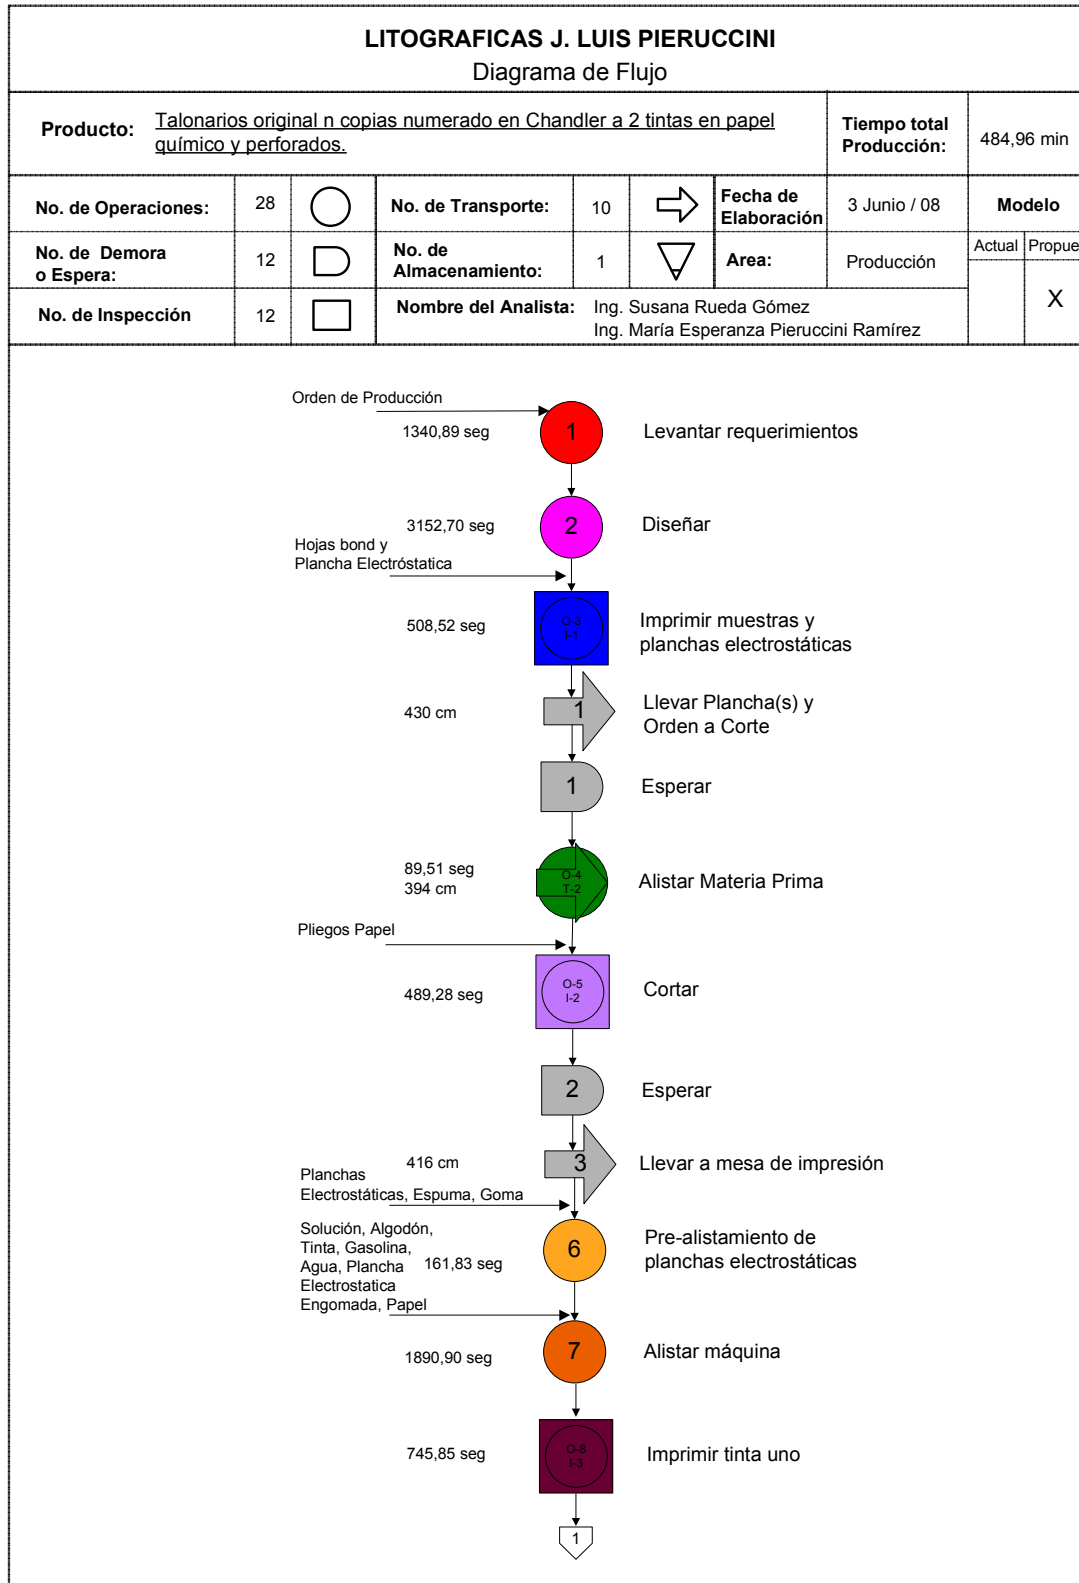 LITOGRAFICAS J. LUIS PIERUCCINI
Diagrama de Flujo
Producto: Talonarios original n copias numerado en Chandler a 2 tintas en papel
químico y perforados.
Tiempo total
Producción:
484,96 min
No. de Operaciones: 28
No. de Transporte: 10
Fecha de
Elaboración
3 Junio / 08
Modelo
No. de Demora
o Espera:
12
No. de
Almacenamiento:
1
Area:
Producción
Actual Propue
No. de Inspección 12
Nombre del Analista: Ing. Susana Rueda Gómez
Ing. María Esperanza Pieruccini Ramírez
X
Orden de Producción
1340,89 seg 1 Levantar requerimientos
3152,70 seg 2 Diseñar
Hojas bond y
Plancha Electróstatica
508,52 seg
O-3
I-1
Imprimir muestras y
planchas electrostáticas
430 cm 1
Llevar Plancha(s) y
Orden a Corte
1 Esperar
89,51 seg
394 cm
O-4
T-2
Alistar Materia Prima
Pliegos Papel
489,28 seg
O-5
I-2
Cortar
2 Esperar
416 cm 3 Llevar a mesa de impresión
Planchas
Electrostáticas, Espuma, Goma
161,83 seg 6
Pre-alistamiento de
planchas electrostáticas
Solución, Algodón,
Tinta, Gasolina,
Agua, Plancha
Electrostatica
Engomada, Papel
1890,90 seg 7 Alistar máquina
745,85 seg
O-8
I-3
Imprimir tinta uno
1